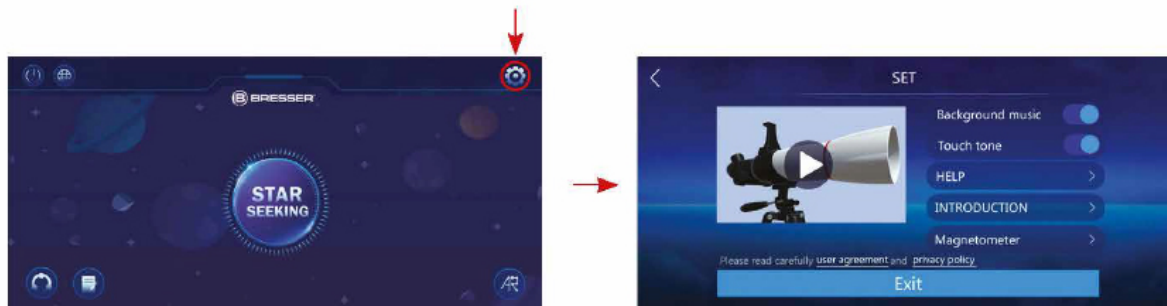 BRESSER
STAR
SEEKING
AR
SET
Background music
Touch tone
HELP
INTRODUCTION
Magnetometer
Please read carefully user agreement and privacy policy
Exit